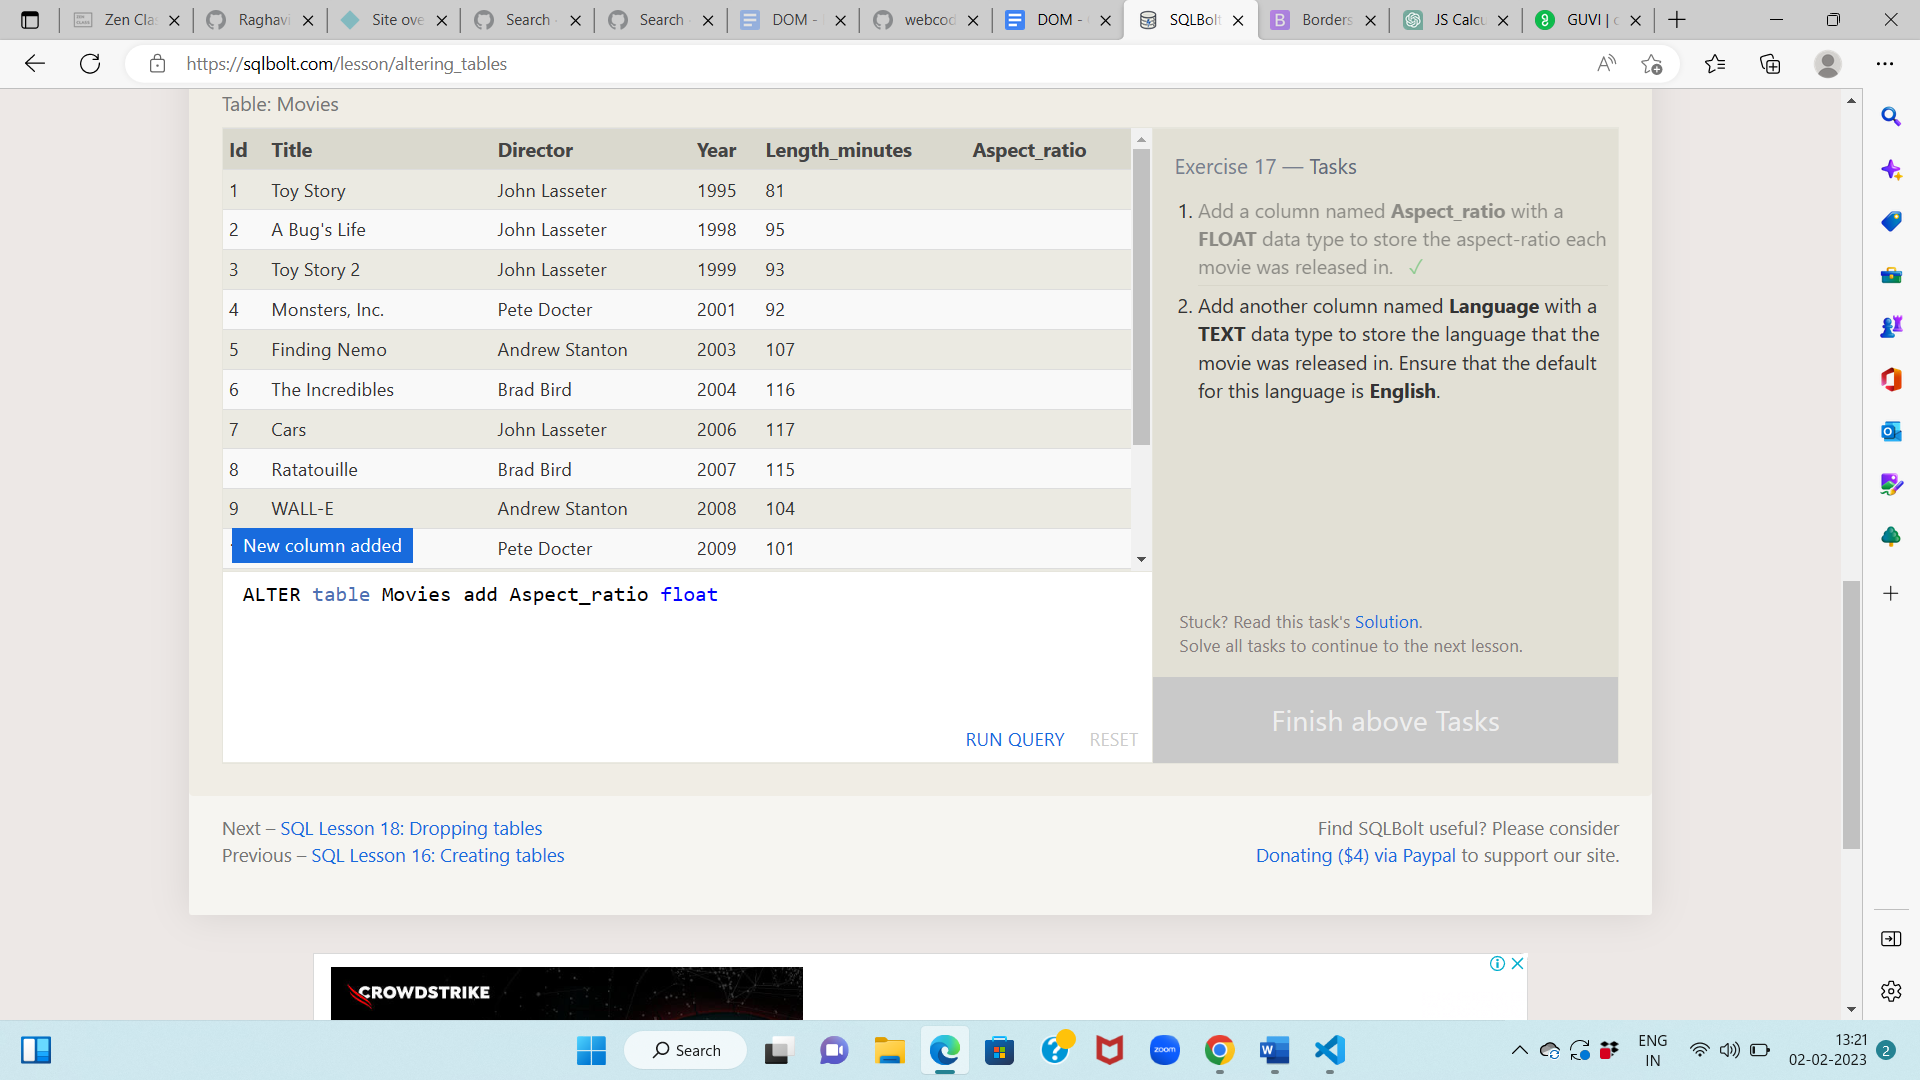 Zen Cla
Raghavi
Site ove
Search
Search
DOM -
webcod
DOM -
SQLBolt
Borders
JS Calcu
GUVI | c
https://sqlbolt.com/lesson/altering_tables
Table: Movies
Id Title Director Year Length_minutes Aspect_ratio
1 Toy Story John Lasseter 1995 81
2 A Bug's Life John Lasseter 1998 95
3 Toy Story 2 John Lasseter 1999 93
4 Monsters, Inc. Pete Docter 2001 92
5 Finding Nemo Andrew Stanton 2003 107
6 The Incredibles Brad Bird 2004 116
7 Cars John Lasseter 2006 117
8 Ratatouille Brad Bird 2007 115
9 WALL-E Andrew Stanton 2008 104
Pete Docter 2009 101
New column added
ALTER table Movies add Aspect_ratio float
RUN QUERY RESET
Exercise 17 — Tasks
1. Add a column named Aspect_ratio with a
FLOAT data type to store the aspect-ratio each
movie was released in. ✓
2. Add another column named Language with a
TEXT data type to store the language that the
movie was released in. Ensure that the default
for this language is English.
Stuck? Read this task's Solution.
Solve all tasks to continue to the next lesson.
Finish above Tasks
Next – SQL Lesson 18: Dropping tables
Previous – SQL Lesson 16: Creating tables
Find SQLBolt useful? Please consider
Donating ($4) via Paypal to support our site.
CROWDSTRIKE
Search
zoom
ENG
IN
13:21
02-02-2023
2